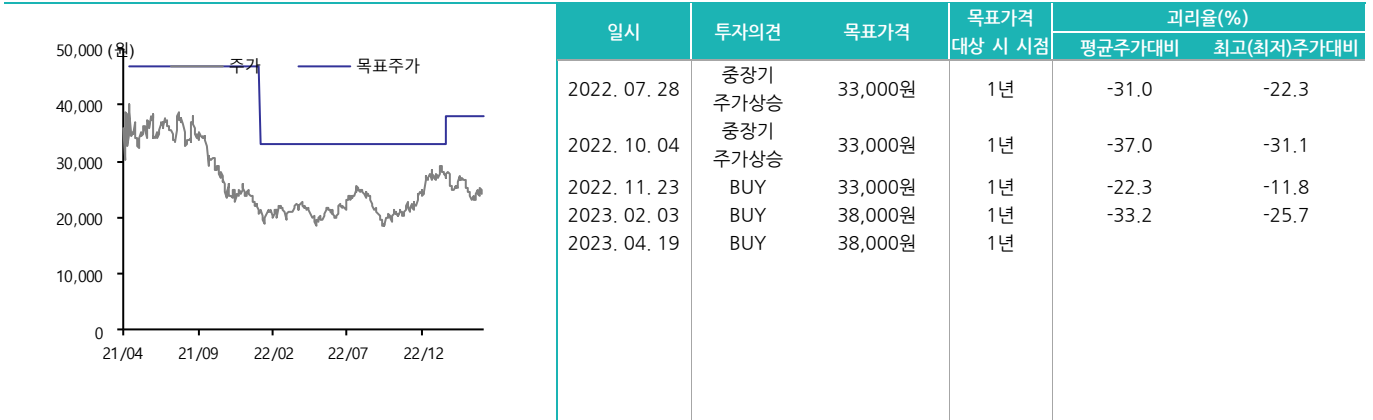 50,000 (원)
주가
목표주가
40,000
30,000
20,000
10,000
0
21/04 21/09 22/02 22/07 22/12
일시 투자의견 목표가격 목표가격 괴리율(%)
대상 시 시점 평균주가대비 최고(최저)주가대비
2022. 07. 28 중장기 33,000원 1년 -31.0 -22.3
주가상승
2022. 10. 04 중장기 33,000원 1년 -37.0 -31.1
주가상승
2022. 11. 23 BUY 33,000원 1년 -22.3 -11.8
2023. 02. 03 BUY 38,000원 1년 -33.2 -25.7
2023. 04. 19 BUY 38,000원 1년